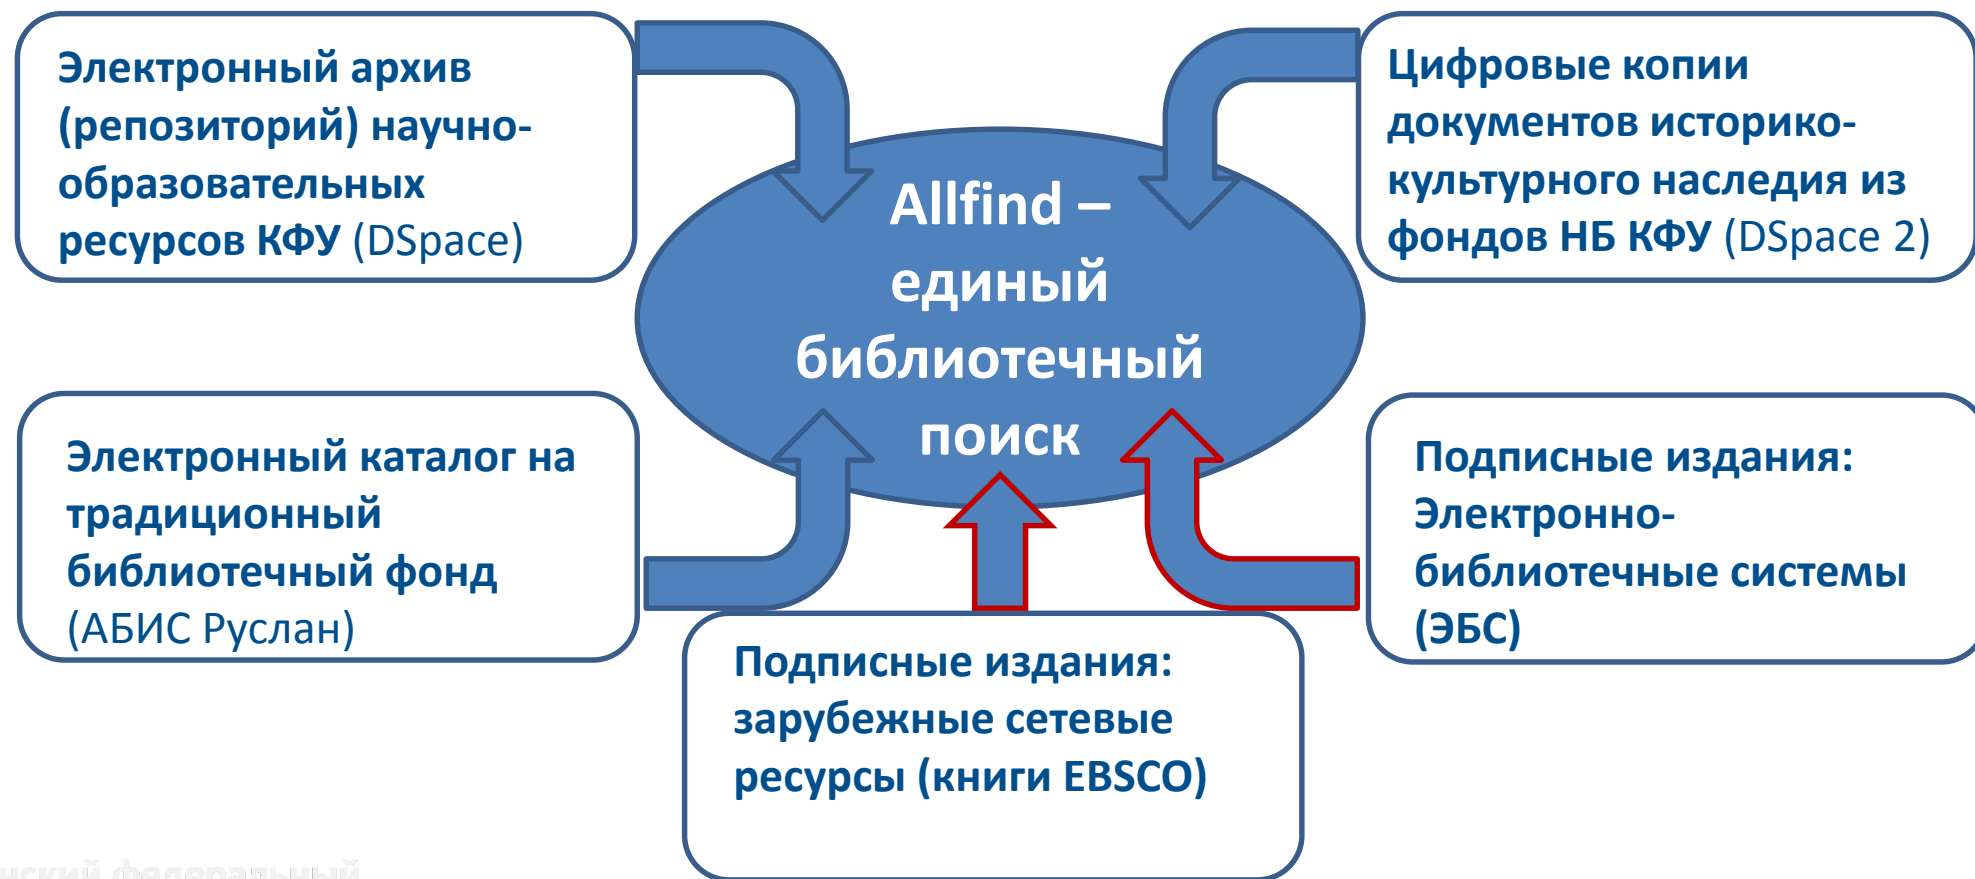 Электронный архив
(репозиторий) научно-
образовательных
ресурсов КФУ (DSpace)
Цифровые копии
документов историко-
культурного наследия из
фондов НБ КФУ (DSpace 2)
Allfind –
единый
библиотечный
поиск
Электронный каталог на
традиционный
библиотечный фонд
(АБИС Руслан)
Подписные издания:
Электронно-
библиотечные системы
(ЭБС)
Подписные издания:
зарубежные сетевые
ресурсы (книги EBSCO)
нский федеральный